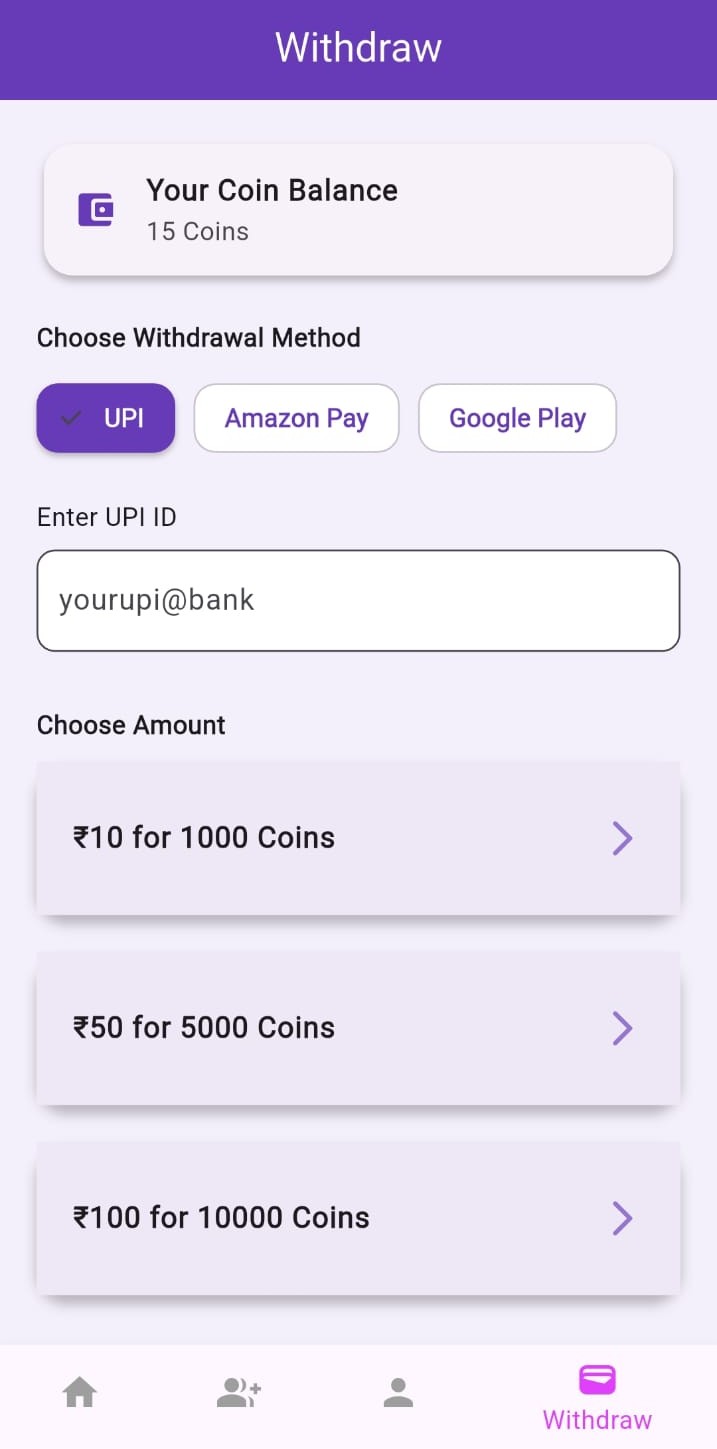 Withdraw
Your Coin Balance
15 Coins
Choose Withdrawal Method
UPI Amazon Pay Google Play
Enter UPI ID
yourupi@bank
Choose Amount
₹10 for 1000 Coins
₹50 for 5000 Coins
₹100 for 10000 Coins
Withdraw